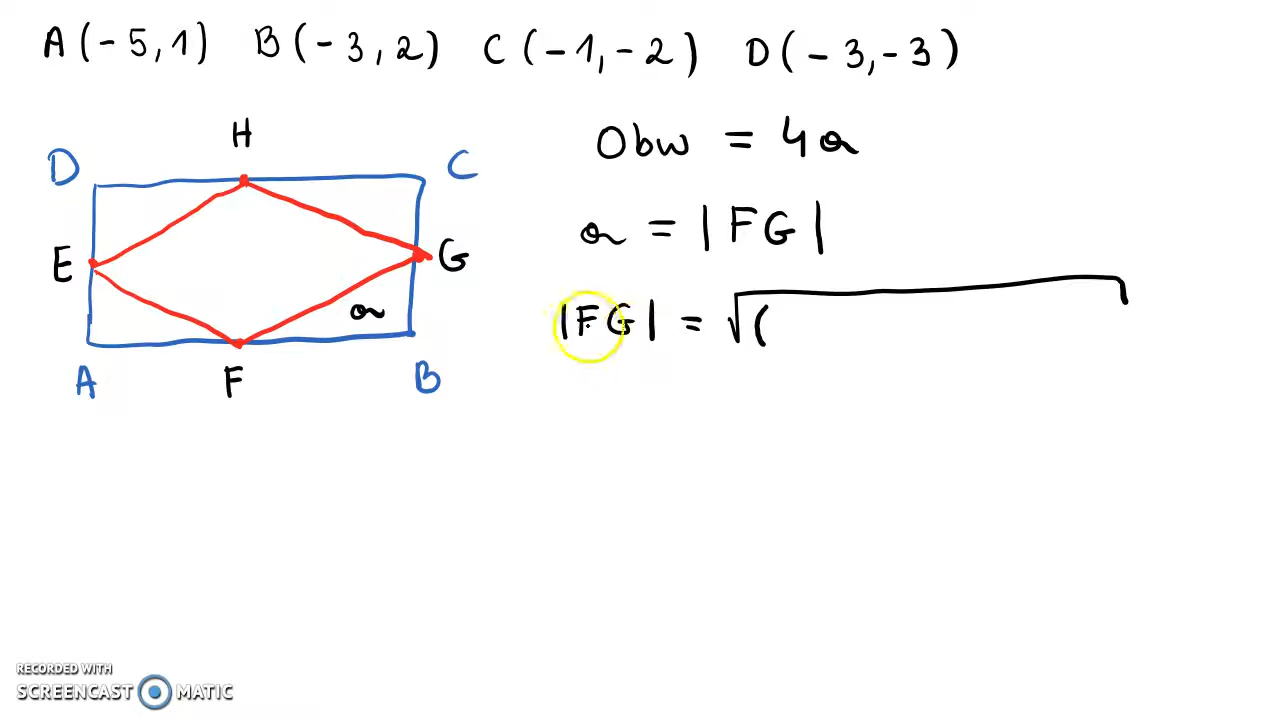 A(-5,1) B(-3,2) C(-1,-2) D(-3,-3)
H
D C
E G
a
A F B
Obw = 4a
a = |FG|
|FG| = √(
RECORDED WITH
SCREENCAST MATIC